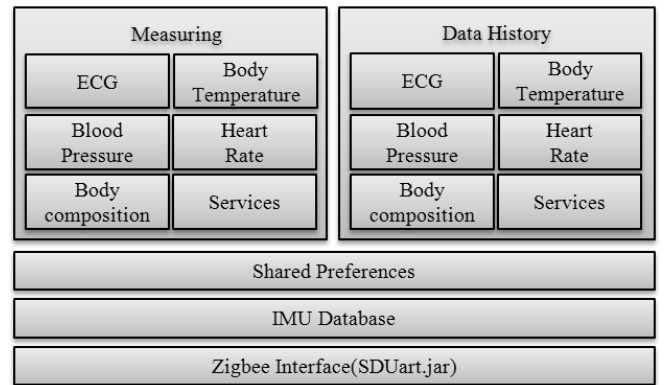 Measuring
ECG
Body
Temperature
Blood
Pressure
Heart
Rate
Body
composition
Services
Data History
ECG
Body
Temperature
Blood
Pressure
Heart
Rate
Body
composition
Services
Shared Preferences
IMU Database
Zigbee Interface(SDUart.jar)